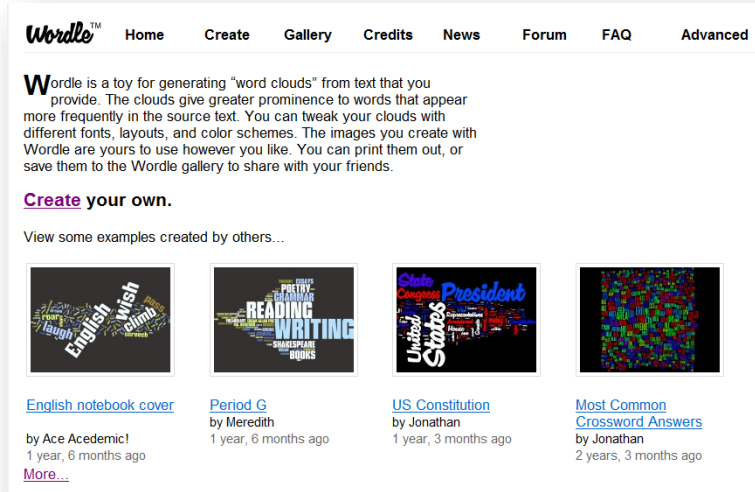 Wordle™ Home Create Gallery Credits News Forum FAQ Advanced
Wordle is a toy for generating “word clouds” from text that you
provide. The clouds give greater prominence to words that appear
more frequently in the source text. You can tweak your clouds with
different fonts, layouts, and color schemes. The images you create with
Wordle are yours to use however you like. You can print them out, or
save them to the Wordle gallery to share with your friends.
Create your own.
View some examples created by others...
roar
laugh
English
Wish
climb
pass
screech
ESSAYS
POETRY
GRAMMAR
READING
WRITING
SHAKESPEARE
BOOKS
State
Congress
President
United
States
Representatives
House
English notebook cover
by Ace Acedemic!
1 year, 6 months ago
Period G
by Meredith
1 year, 6 months ago
US Constitution
by Jonathan
1 year, 3 months ago
Most Common
Crossword Answers
by Jonathan
2 years, 3 months ago
More...